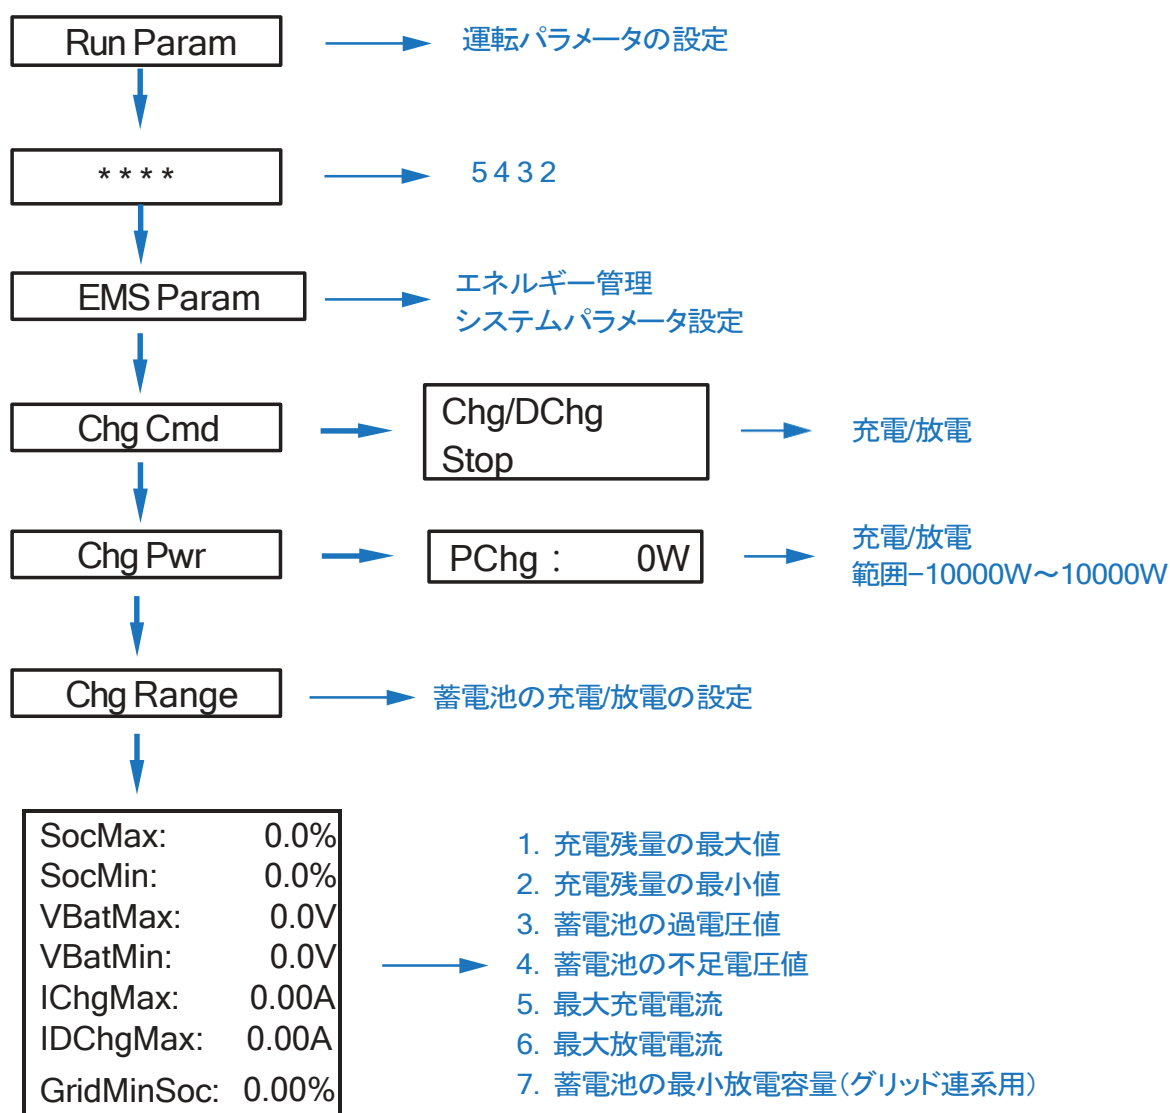 Run Param
運転パラメータの設定
****
5432
EMS Param
エネルギー管理
システムパラメータ設定
Chg Cmd
Chg/DChg
Stop
充電/放電
Chg Pwr
PChg : 0W
充電/放電
範囲-10000W～10000W
Chg Range
蓄電池の充電/放電の設定
SocMax: 0.0%
SocMin: 0.0%
VBatMax: 0.0V
VBatMin: 0.0V
IChgMax: 0.00A
IDChgMax: 0.00A
GridMinSoc: 0.00%
1. 充電残量の最大値
2. 充電残量の最小値
3. 蓄電池の過電圧値
4. 蓄電池の不足電圧値
5. 最大充電電流
6. 最大放電電流
7. 蓄電池の最小放電容量（グリッド連系用）